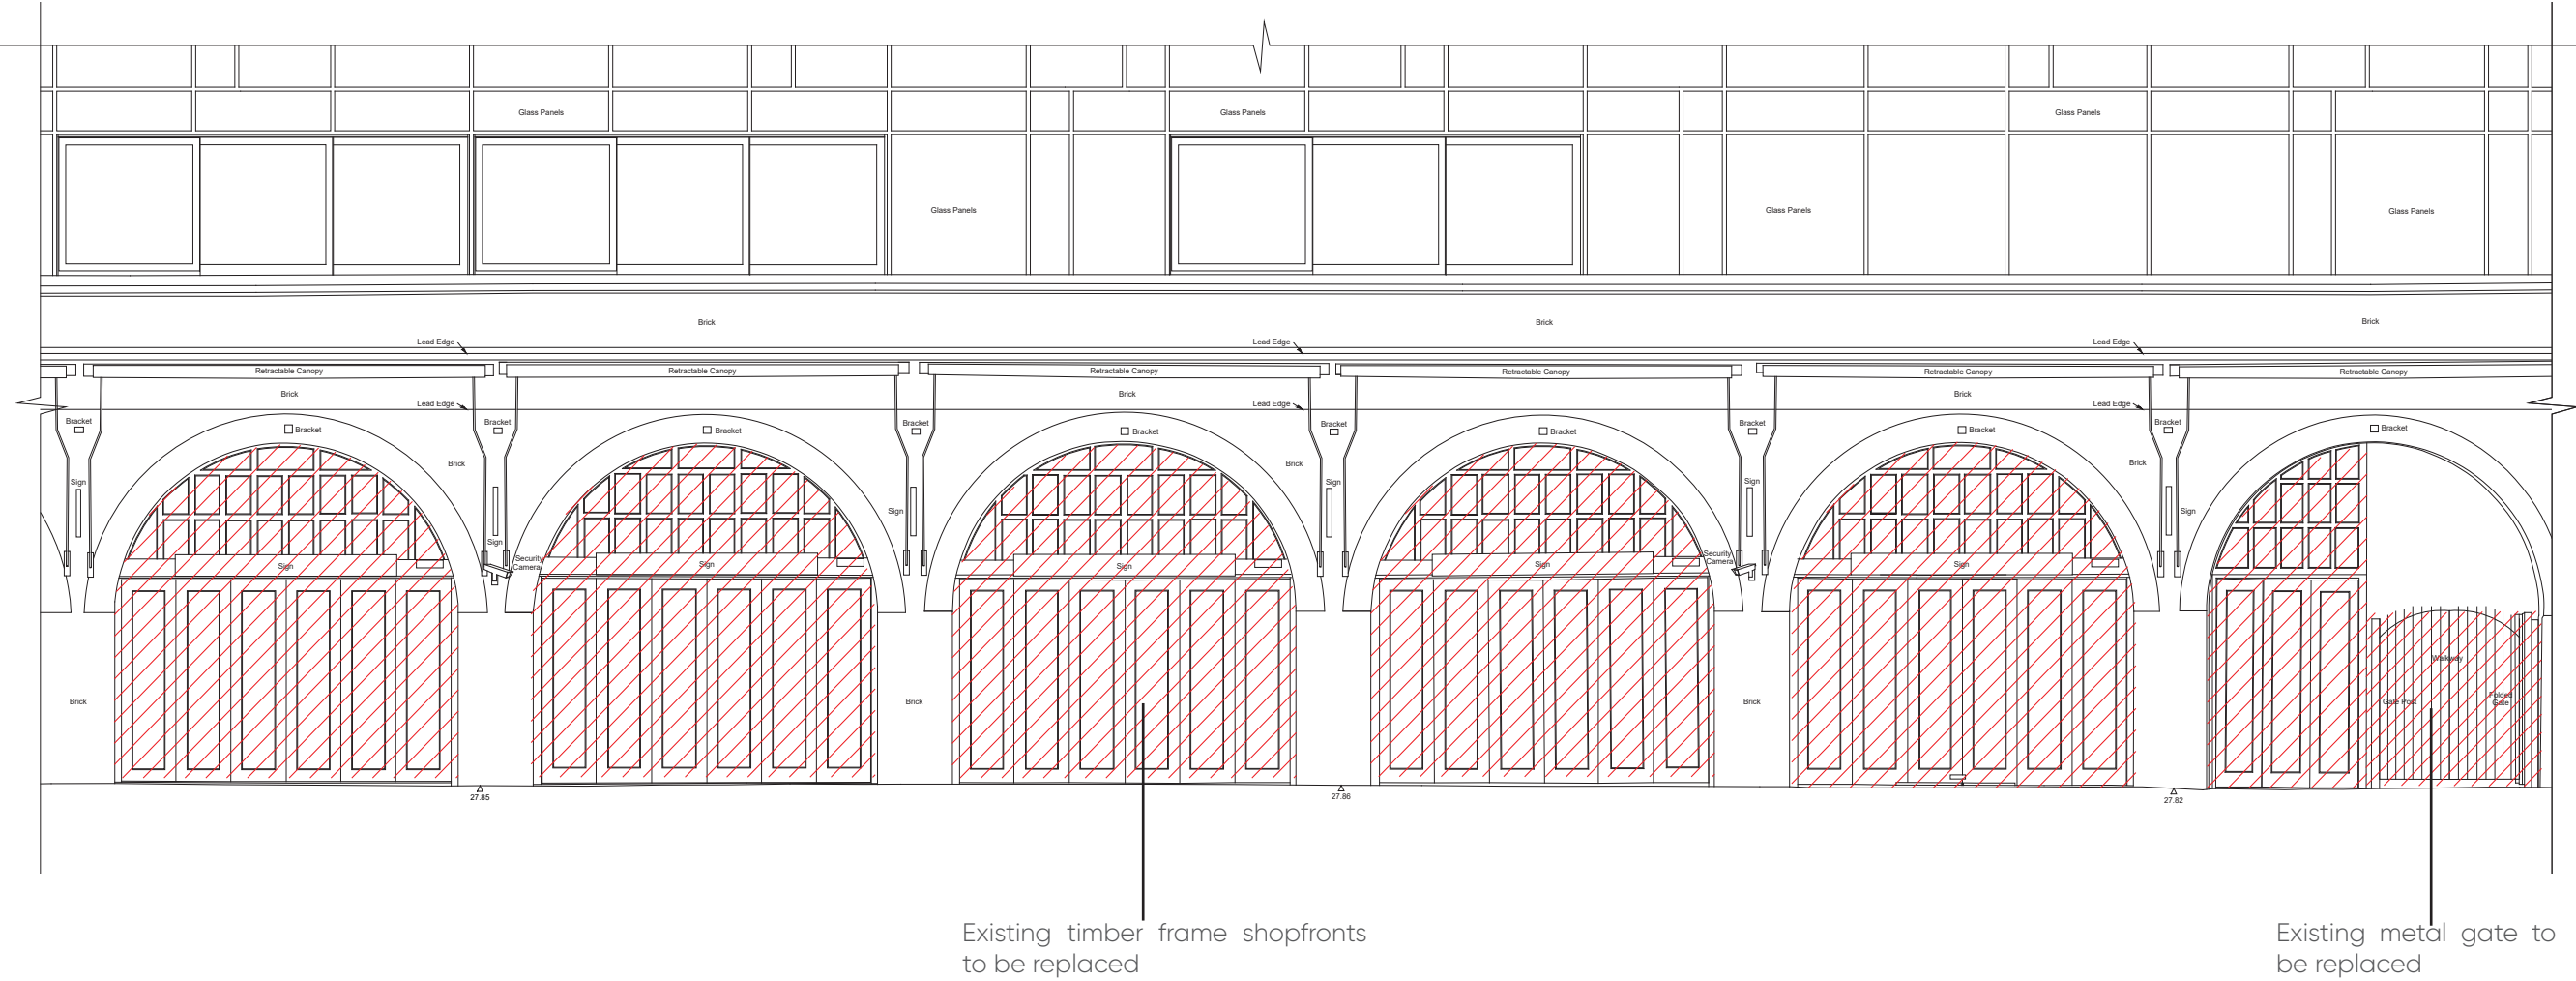 Glass Panels
Glass Panels
Glass Panels
Glass Panels
Glass Panels
Glass Panels
Brick
Brick
Brick
Lead Edge
Lead Edge
Lead Edge
Retractable Canopy
Retractable Canopy
Retractable Canopy
Retractable Canopy
Retractable Canopy
Retractable Canopy
Brick
Brick
Brick
Lead Edge
Lead Edge
Lead Edge
Bracket
Bracket
Bracket
Bracket
Bracket
Bracket
Bracket
Bracket
Bracket
Bracket
Bracket
Bracket
Brick
Brick
Brick
Sign
Sign
Sign
Sign
Sign
Sign
Security
Camera
Security
Camera
Sign
Sign
Sign
Sign
Sign
Walkway
Gate Post
Folded
Gate
Brick
Brick
Brick
27.85
27.86
27.82
Existing timber frame shopfronts
to be replaced
Existing metal gate to
be replaced